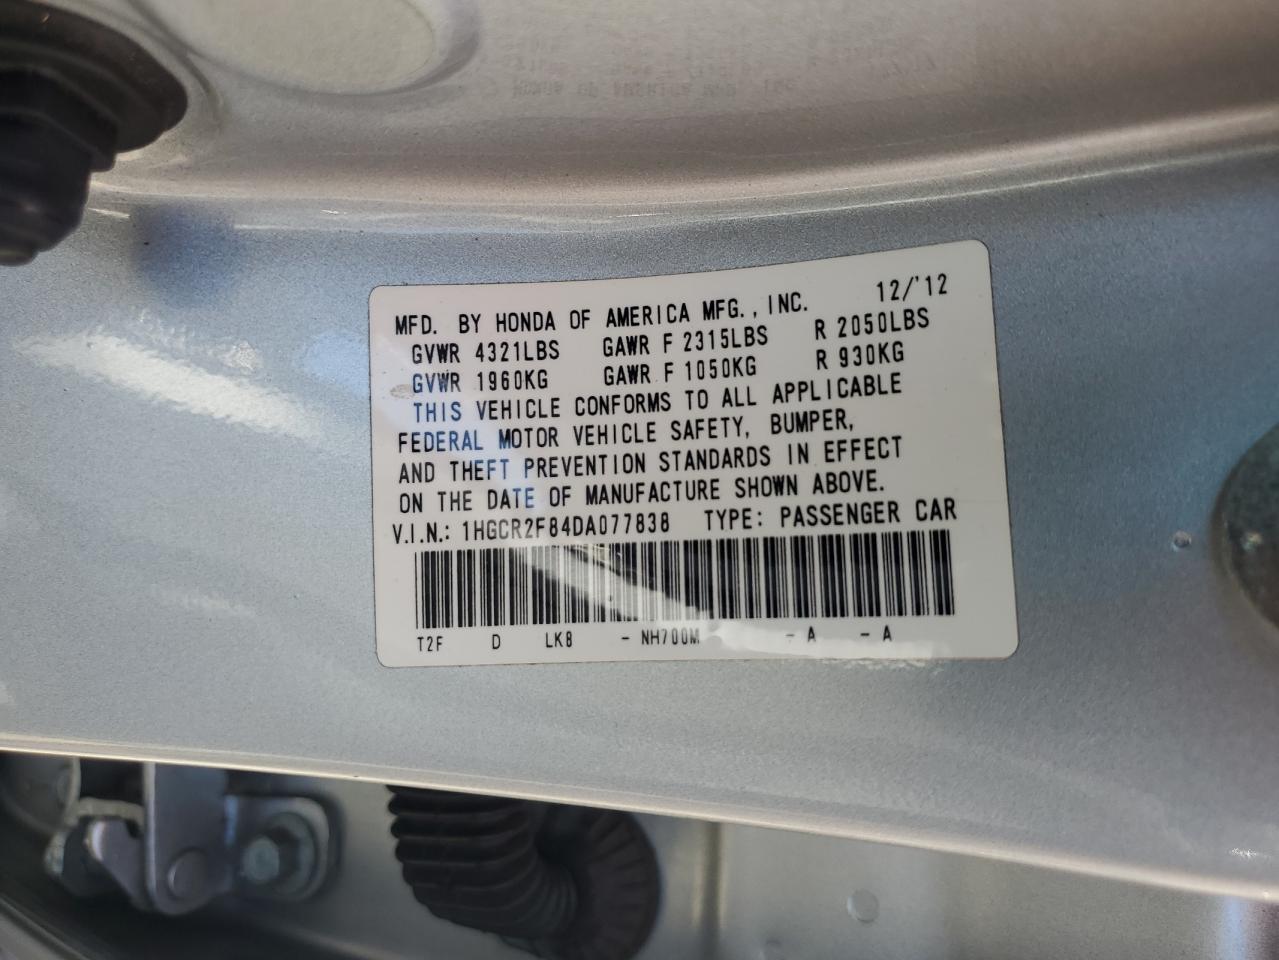 MFD. BY HONDA OF AMERICA MFG., INC. 12/'12
GVWR 4321LBS GAWR F 2315LBS R 2050LBS
GVWR 1960KG GAWR F 1050KG R 930KG
THIS VEHICLE CONFORMS TO ALL APPLICABLE
FEDERAL MOTOR VEHICLE SAFETY, BUMPER,
AND THEFT PREVENTION STANDARDS IN EFFECT
ON THE DATE OF MANUFACTURE SHOWN ABOVE.
V.I.N.: 1HGCR2F84DA077838 TYPE: PASSENGER CAR
T2F D LK8 - NH700M - A - A